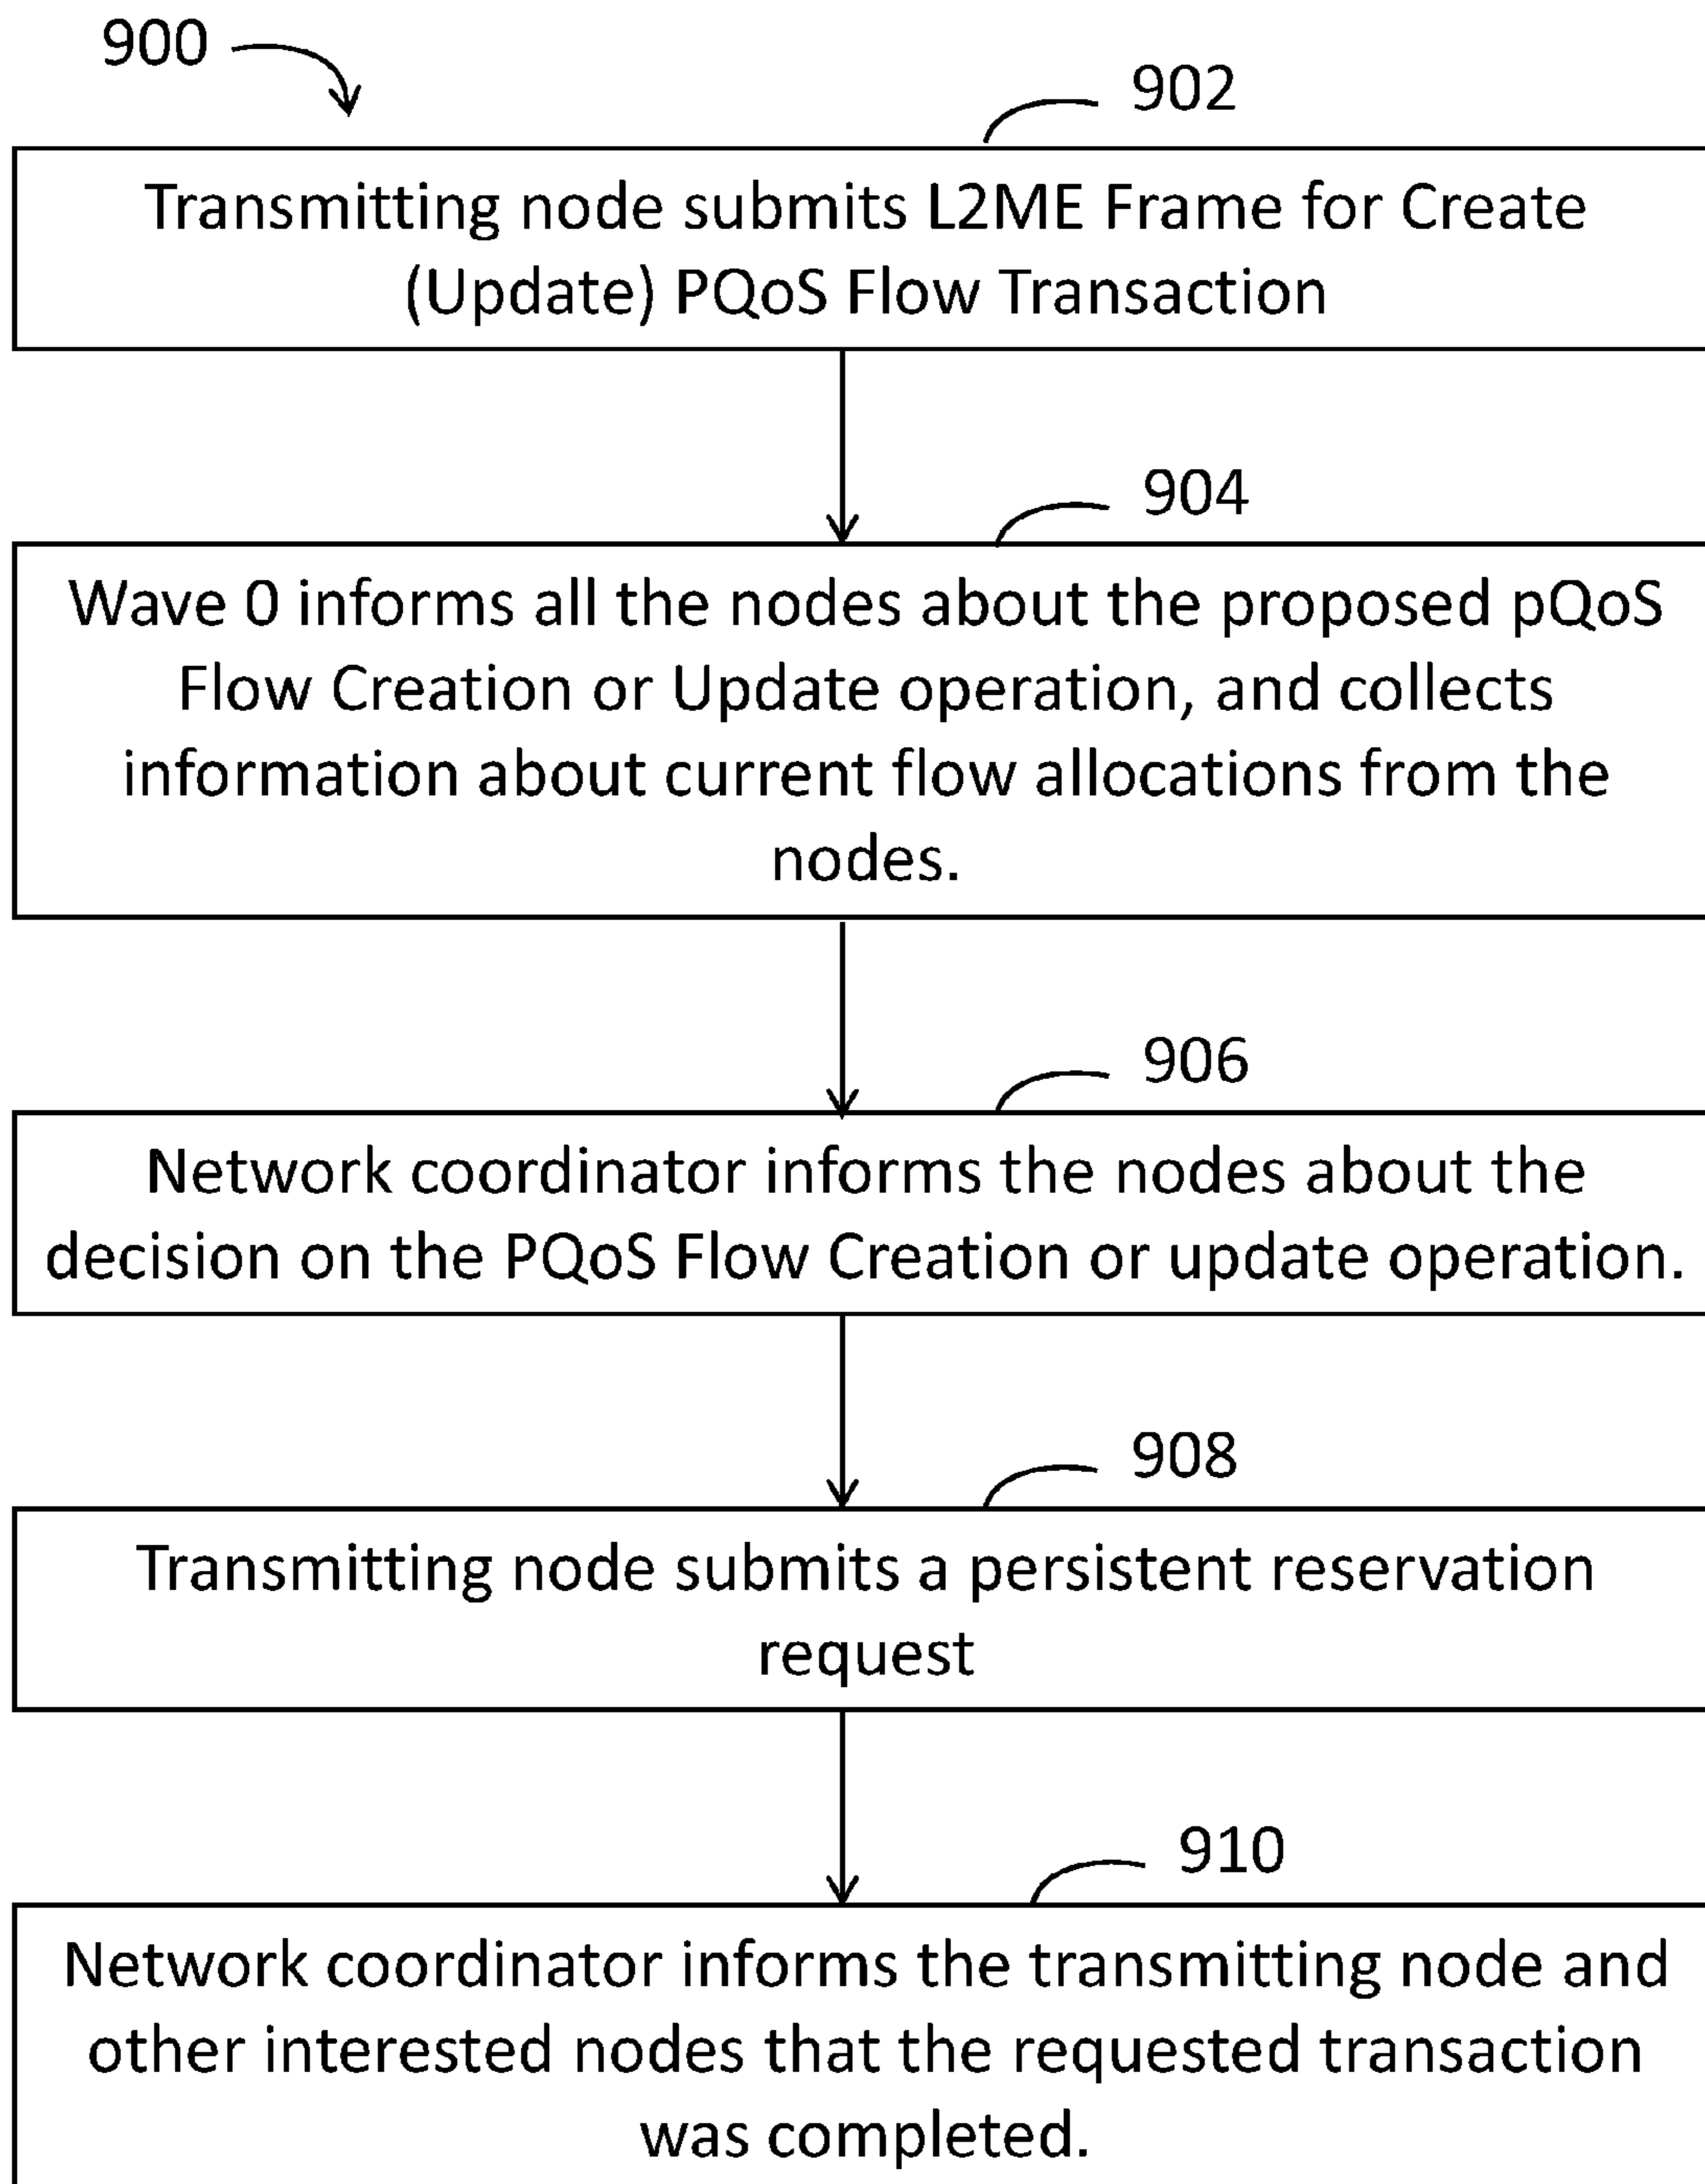 900
902
Transmitting node submits L2ME Frame for Create
(Update) PQoS Flow Transaction
904
Wave 0 informs all the nodes about the proposed pQoS
Flow Creation or Update operation, and collects
information about current flow allocations from the
nodes.
906
Network coordinator informs the nodes about the
decision on the PQoS Flow Creation or update operation.
908
Transmitting node submits a persistent reservation
request
910
Network coordinator informs the transmitting node and
other interested nodes that the requested transaction
was completed.